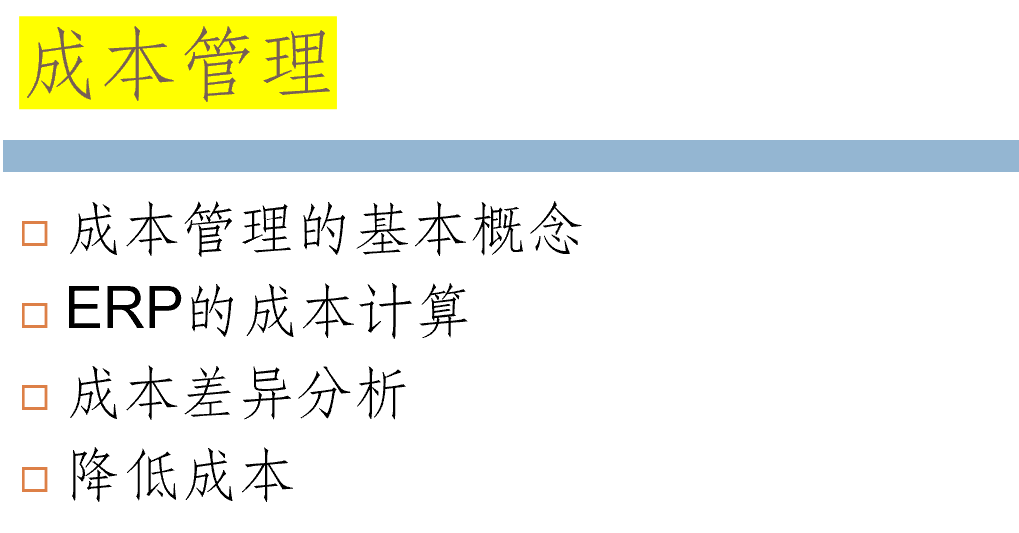 成本管理
成本管理的基本概念
ERP的成本计算
成本差异分析
降低成本